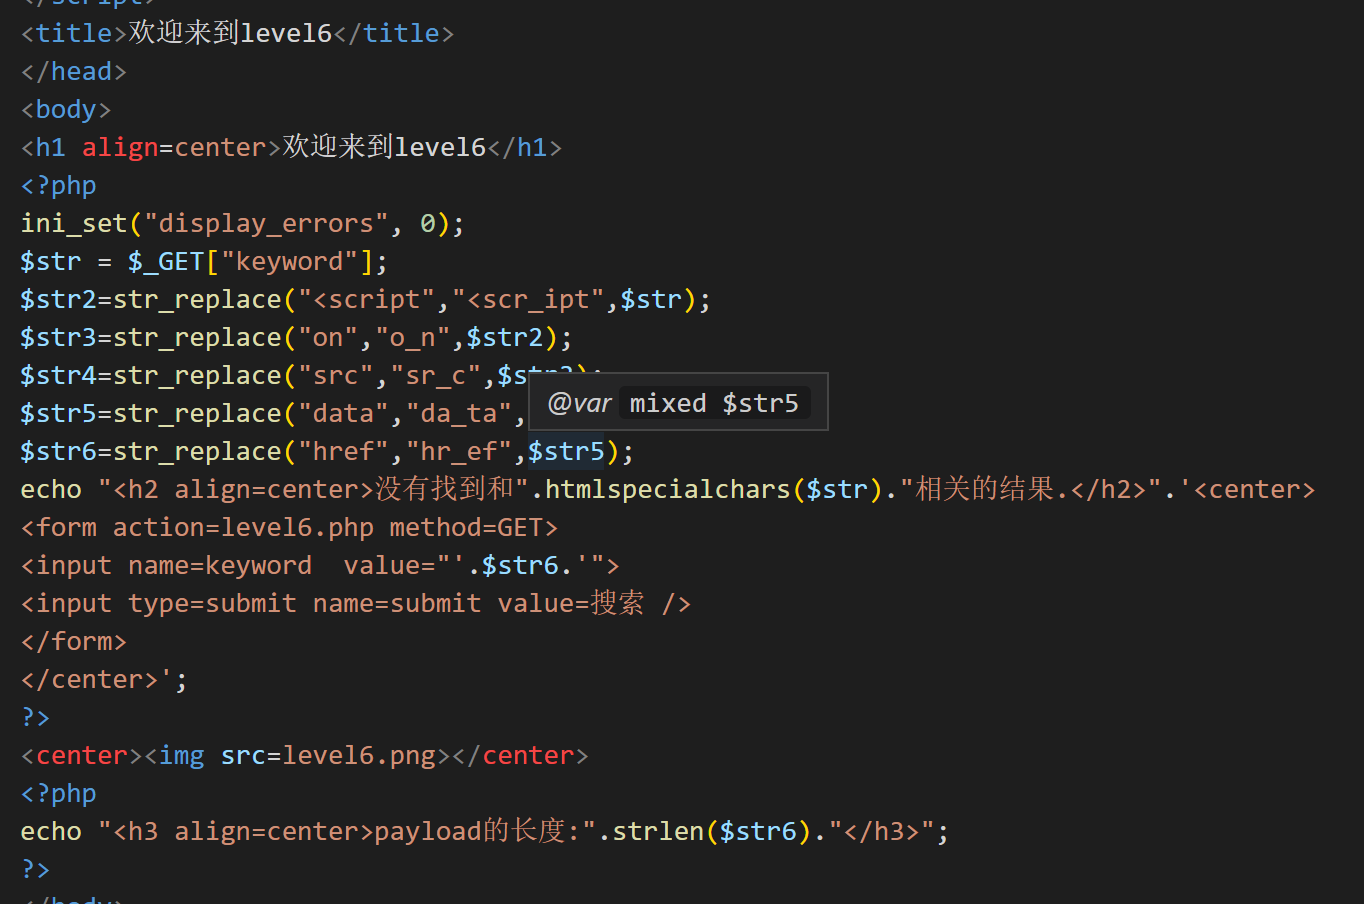 <title>欢迎来到level6</title>
</head>
<body>
<h1 align=center>欢迎来到level6</h1>
<?php
ini_set("display_errors", 0);
$str = $_GET["keyword"];
$str2=str_replace("<script","<scr_ipt",$str);
$str3=str_replace("on","o_n",$str2);
$str4=str_replace("src","sr_c",$str3);
$str5=str_replace("data","da_ta", @var mixed $str5
$str6=str_replace("href","hr_ef",$str5);
echo "<h2 align=center>没有找到和".htmlspecialchars($str)."相关的结果.</h2>".'<center>
<form action=level6.php method=GET>
<input name=keyword  value="'.$str6.'">
<input type=submit name=submit value=搜索 />
</form>
</center>';
?>
<center><img src=level6.png></center>
<?php
echo "<h3 align=center>payload的长度:".strlen($str6)."</h3>";
?>
</body>